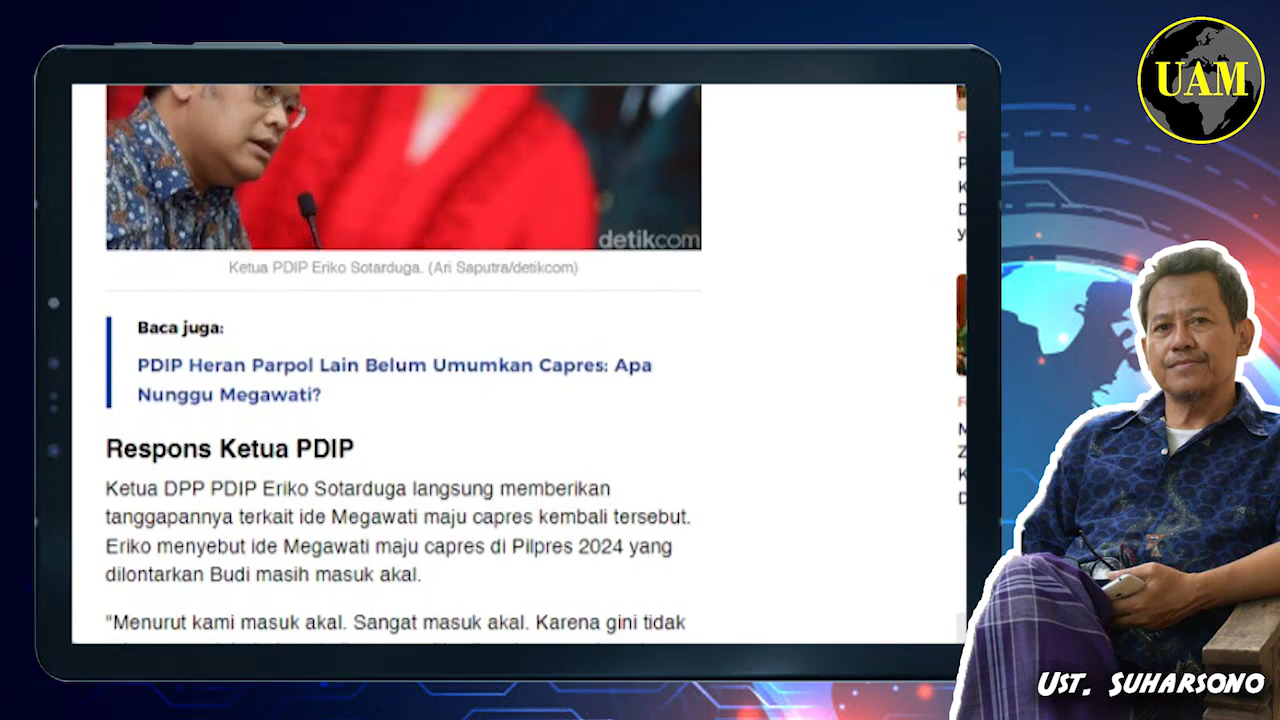 UAM
detikcom
Ketua PDIP Eriko Sotarduga. (Ari Saputra/detikcom)
Baca juga:
PDIP Heran Parpol Lain Belum Umumkan Capres: Apa
Nunggu Megawati?
Respons Ketua PDIP
Ketua DPP PDIP Eriko Sotarduga langsung memberikan
tanggapannya terkait ide Megawati maju capres kembali tersebut.
Eriko menyebut ide Megawati maju capres di Pilpres 2024 yang
dilontarkan Budi masih masuk akal.
"Menurut kami masuk akal. Sangat masuk akal. Karena gini tidak
UST. SUHARSONO